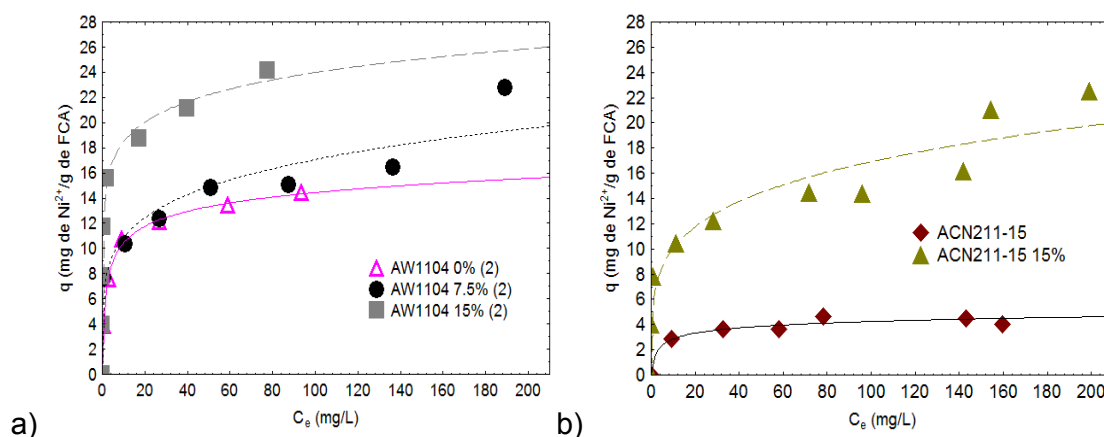 28
26
24
22
20
18
16
14
12
10
8
6
4
2
0
q (mg de Ni²⁺/g de FCA)
AW1104 0% (2)
AW1104 7.5% (2)
AW1104 15% (2)
0 20 40 60 80 100 120 140 160 180 200
Cₑ (mg/L)
a)
28
26
24
22
20
18
16
14
12
10
8
6
4
2
0
q (mg de Ni²⁺/g de FCA)
ACN211-15
ACN211-15 15%
0 20 40 60 80 100 120 140 160 180 200
Cₑ (mg/L)
b)